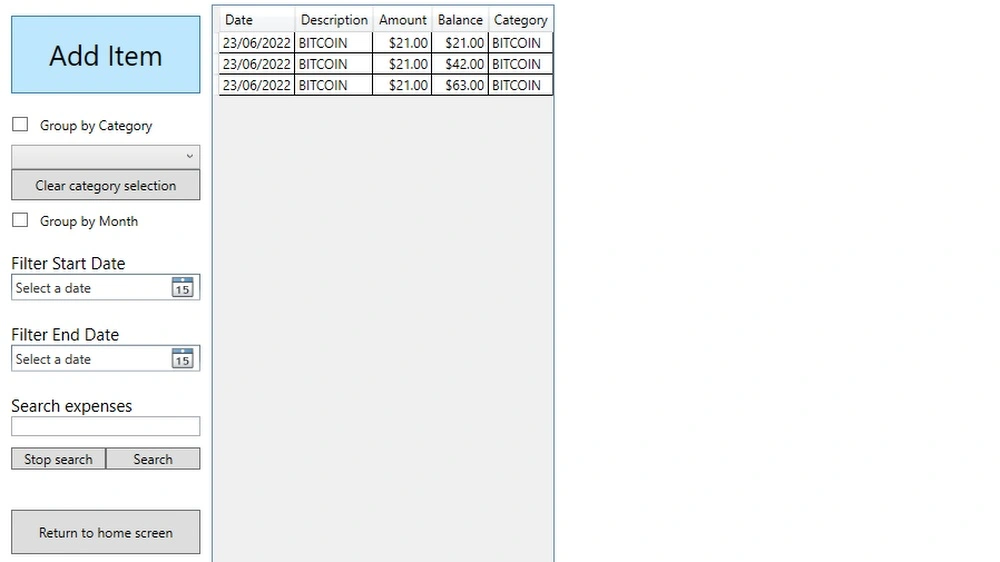 Add Item
Group by Category
Clear category selection
Group by Month
Filter Start Date
Select a date 15
Filter End Date
Select a date 15
Search expenses
Stop search Search
Return to home screen
Date Description Amount Balance Category
23/06/2022 BITCOIN $21.00 $21.00 BITCOIN
23/06/2022 BITCOIN $21.00 $42.00 BITCOIN
23/06/2022 BITCOIN $21.00 $63.00 BITCOIN